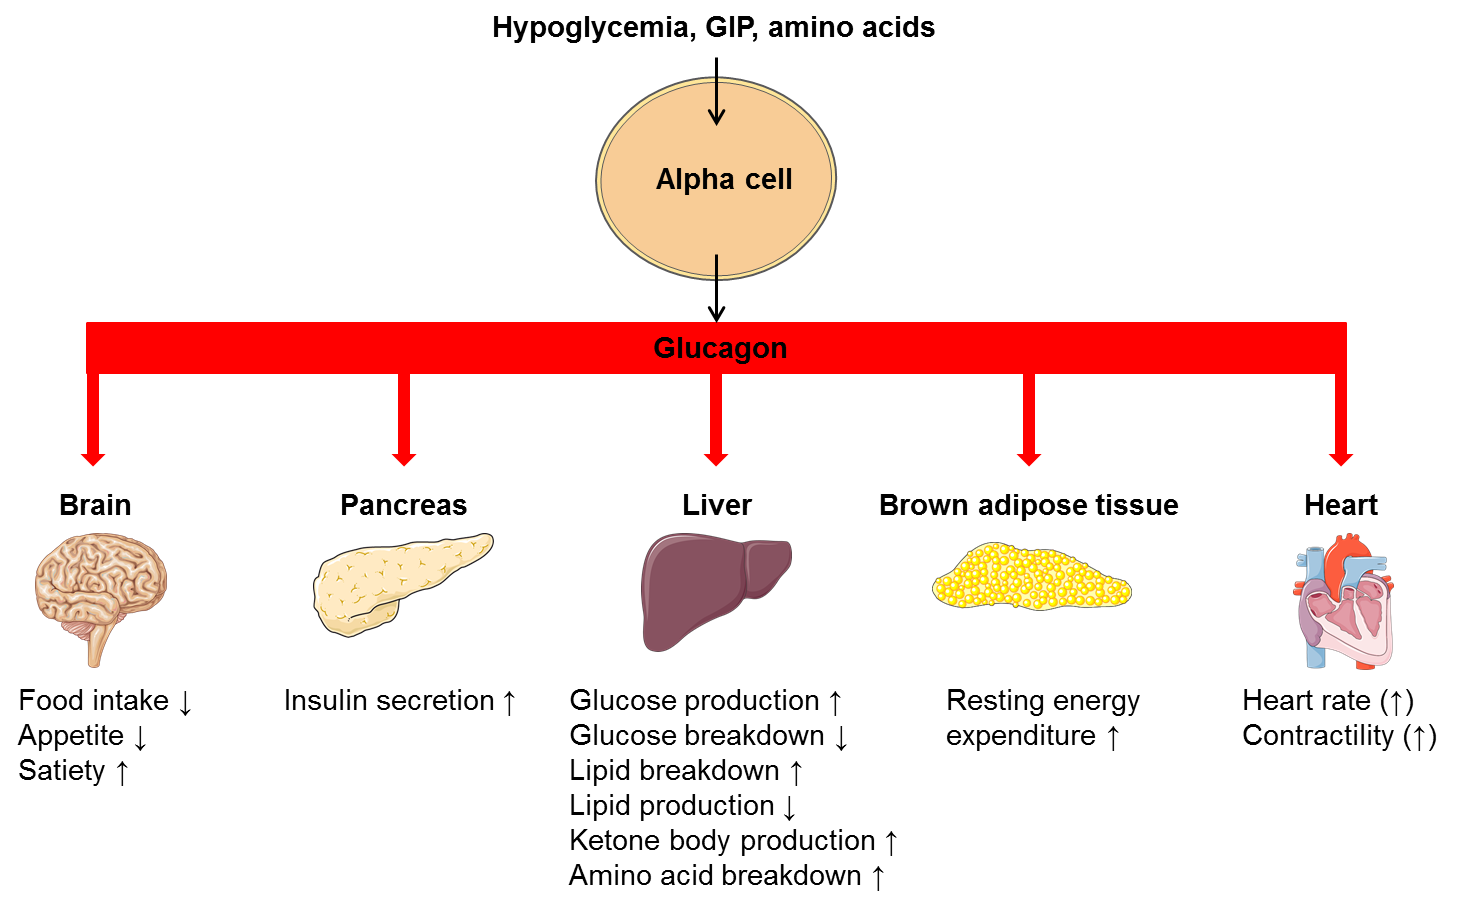 Hypoglycemia, GIP, amino acids
Alpha cell
Glucagon
Brain
Food intake ↓
Appetite ↓
Satiety ↑
Pancreas
Insulin secretion ↑
Liver
Glucose production ↑
Glucose breakdown ↓
Lipid breakdown ↑
Lipid production ↓
Ketone body production ↑
Amino acid breakdown ↑
Brown adipose tissue
Resting energy
expenditure ↑
Heart
Heart rate (↑)
Contractility (↑)